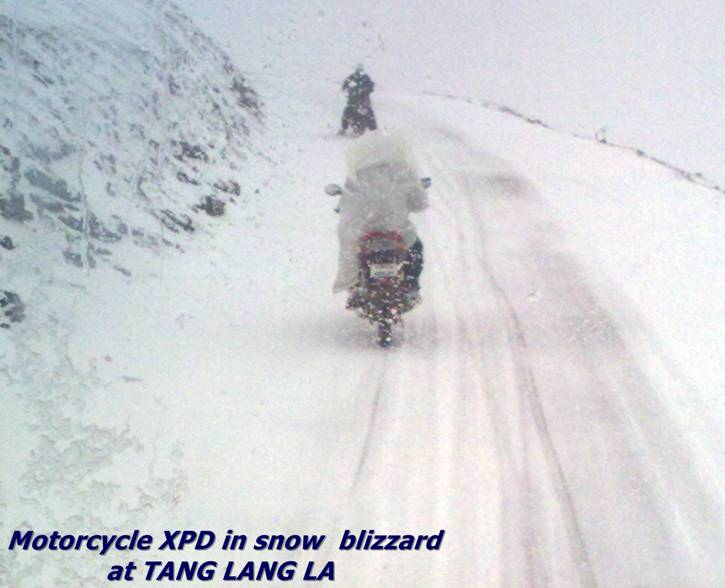 Motorcycle XPD in snow blizzard
at TANG LANG LA